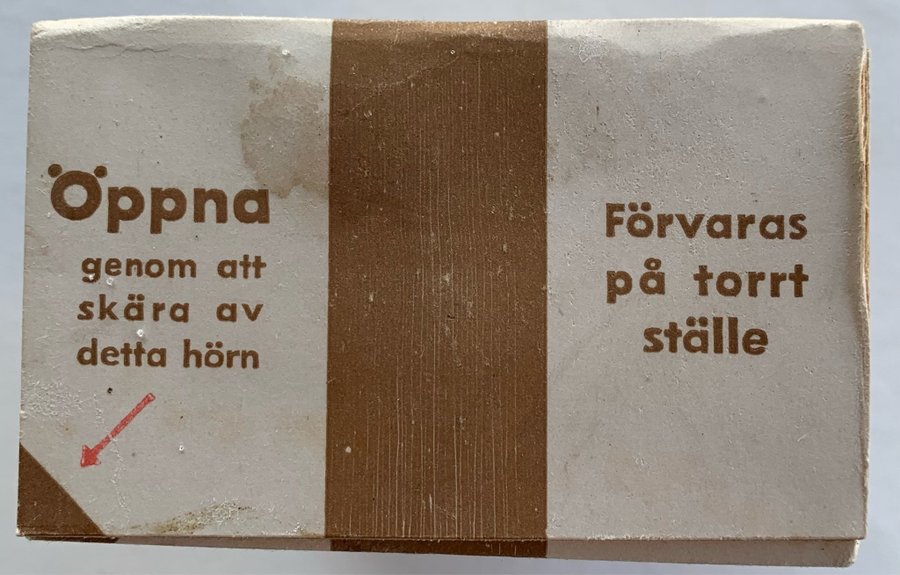 Öppna
genom att
skära av
detta hörn
Förvaras
på torrt
ställe